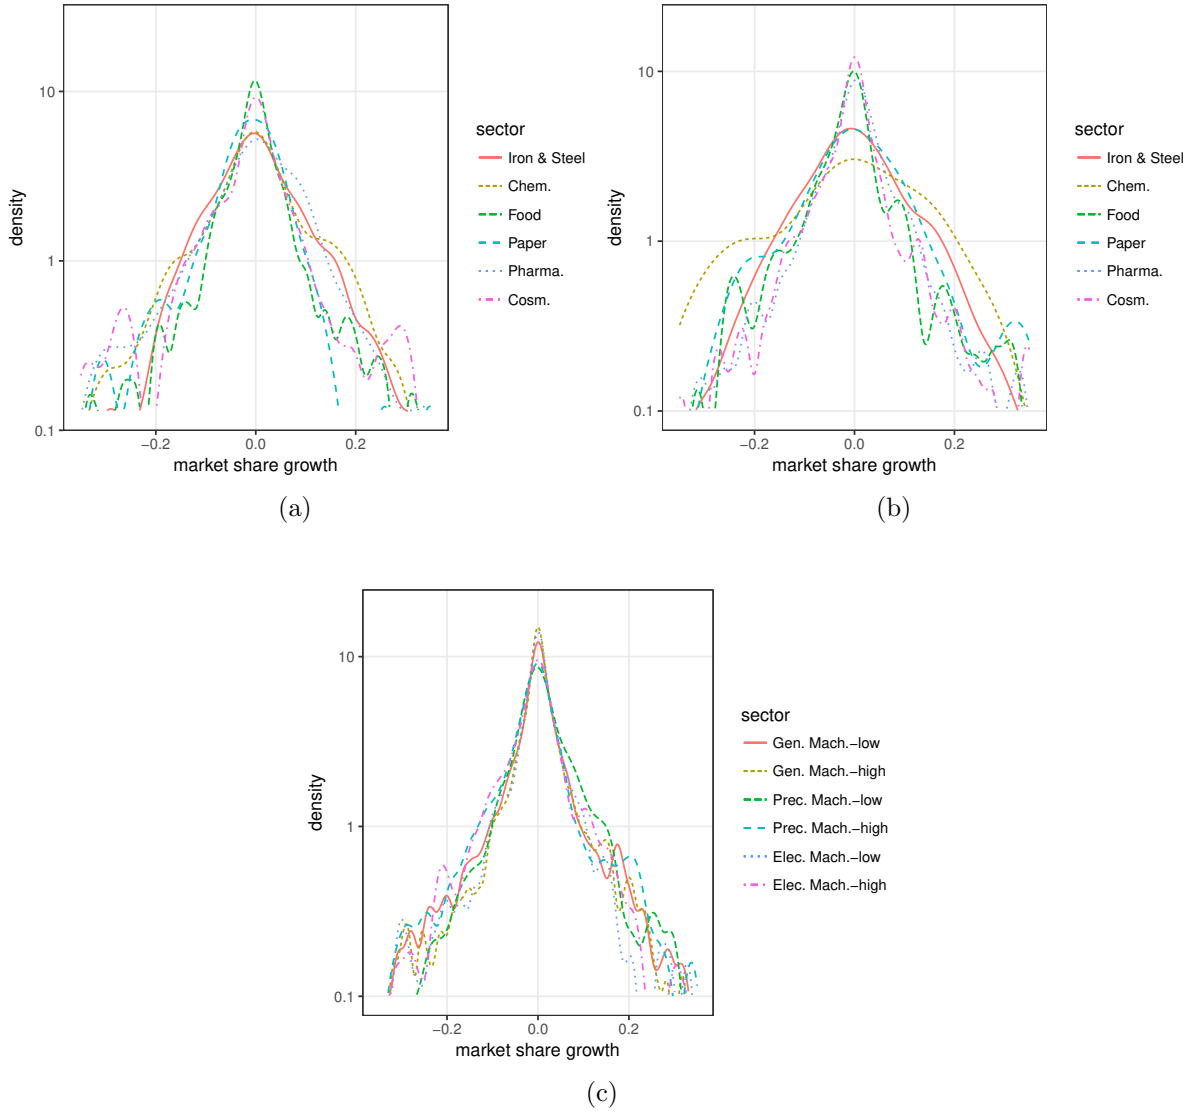 10
1
0.1
density
−0.2
0.0
0.2
market share growth
sector
Iron & Steel
Chem.
Food
Paper
Pharma.
Cosm.
(a)
10
1
0.1
density
−0.2
0.0
0.2
market share growth
sector
Iron & Steel
Chem.
Food
Paper
Pharma.
Cosm.
(b)
10
1
0.1
density
−0.2
0.0
0.2
market share growth
sector
Gen. Mach.−low
Gen. Mach.−high
Prec. Mach.−low
Prec. Mach.−high
Elec. Mach.−low
Elec. Mach.−high
(c)